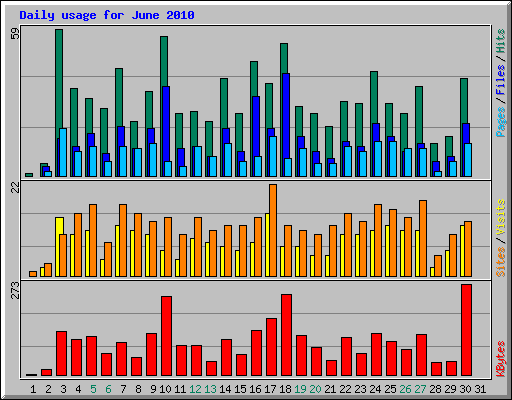 Daily usage for June 2010
59
Pages / Files / Hits
22
Sites / Visits
273
KBytes
1 2 3 4 5 6 7 8 9 10 11 12 13 14 15 16 17 18 19 20 21 22 23 24 25 26 27 28 29 30 31